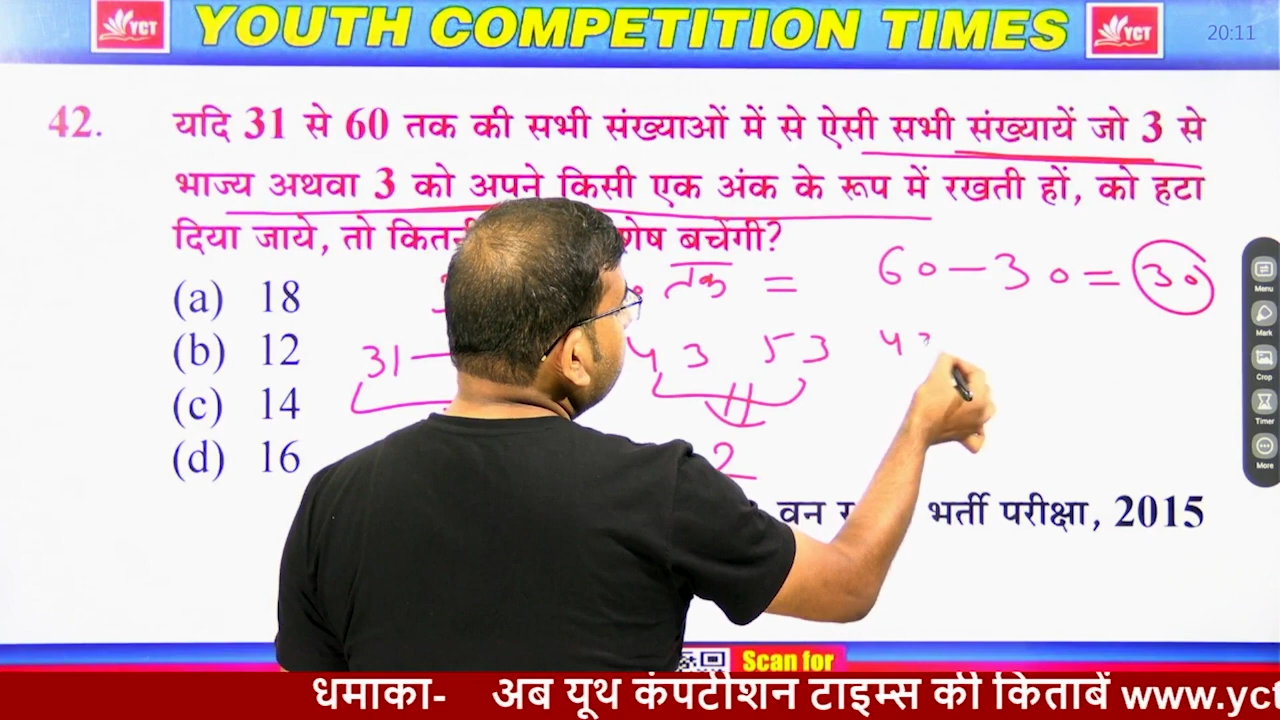 YCT YOUTH COMPETITION TIMES YCT 20:11
42. यदि 31 से 60 तक की सभी संख्याओं में से ऐसी सभी संख्यायें जो 3 से
भाज्य अथवा 3 को अपने किसी एक अंक के रूप में रखती हों, को हटा
दिया जाये, तो बचेंगी?
(a) 18
तक = 60 - 30 = 30
(b) 12
31 — 43 53
(c) 14
(d) 16
2
वन भर्ती परीक्षा, 2015
Menu
Mark
Crop
Timer
More
Scan for
धमाका- अब यूथ कंपटीशन टाइम्स की किताबें www.yct